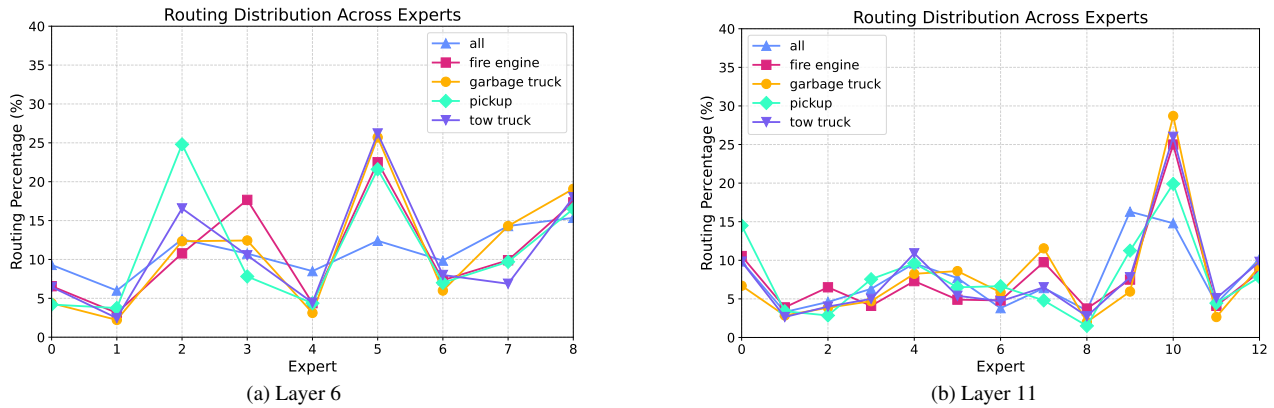 Routing Distribution Across Experts
40
35
30
25
20
15
10
5
0
Routing Percentage (%)
all
fire engine
garbage truck
pickup
tow truck
0 1 2 3 4 5 6 7 8
Expert
(a) Layer 6
Routing Distribution Across Experts
40
35
30
25
20
15
10
5
0
Routing Percentage (%)
all
fire engine
garbage truck
pickup
tow truck
0 2 4 6 8 10 12
Expert
(b) Layer 11